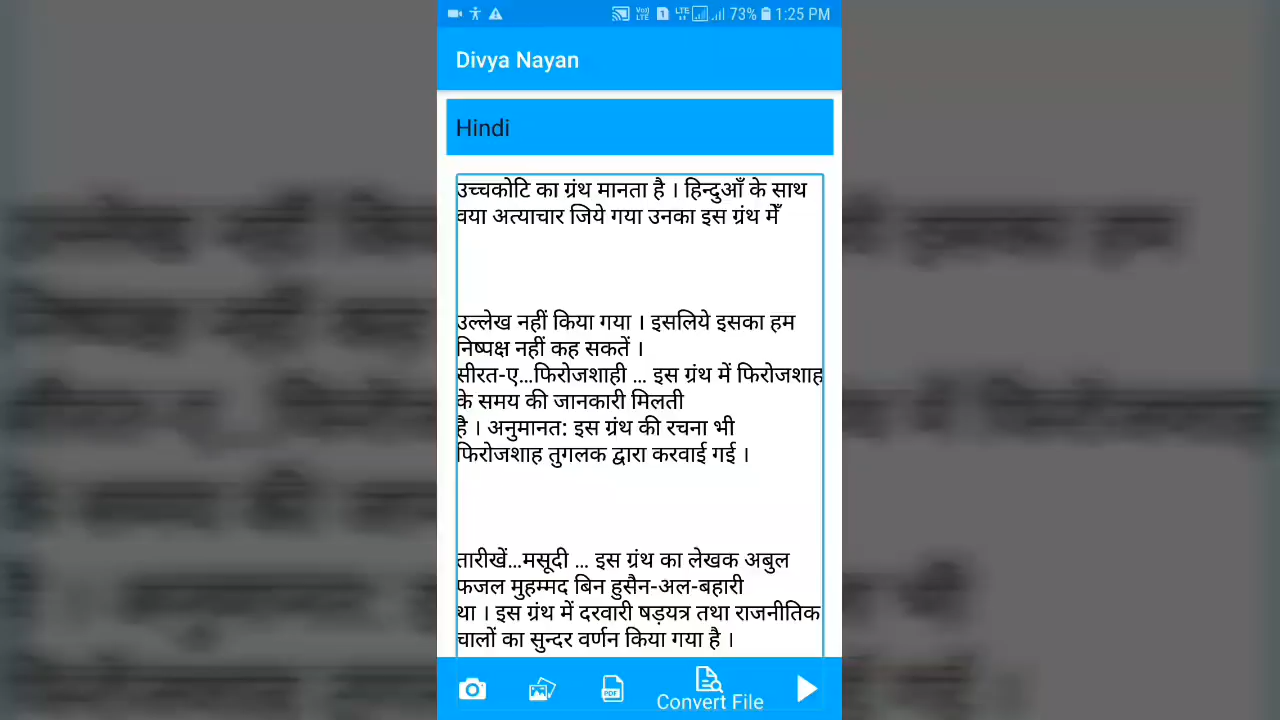 73% 1:25 PM
Divya Nayan
Hindi
उच्चकोटि का ग्रंथ मानता है । हिन्दुआँ के साथ
वया अत्याचार जिये गया उनका इस ग्रंथ मेँ
उल्लेख नहीं किया गया । इसलिये इसका हम
निष्पक्ष नहीं कह सकतें ।
सीरत-ए...फिरोजशाही ... इस ग्रंथ में फिरोजशाह
के समय की जानकारी मिलती
है । अनुमानत: इस ग्रंथ की रचना भी
फिरोजशाह तुगलक द्वारा करवाई गई ।
तारीखें...मसूदी ... इस ग्रंथ का लेखक अबुल
फजल मुहम्मद बिन हुसैन-अल-बहारी
था । इस ग्रंथ में दरवारी षड़यत्र तथा राजनीतिक
चालों का सुन्दर वर्णन किया गया है ।
PDF
Convert File